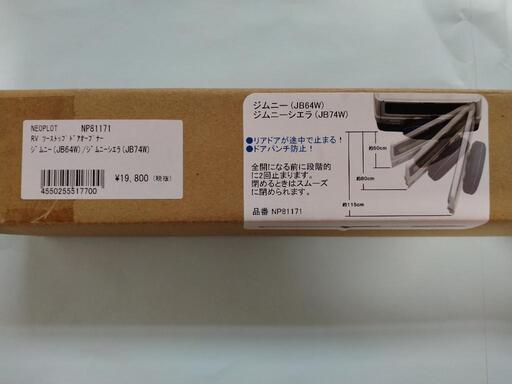 NEOPLOT NP81171
RV ツーステップドアオープナー
ジムニー(JB64W)/ジムニーシエラ(JB74W)
¥19,800 (税抜)
4550255517700
ジムニー(JB64W)
ジムニーシエラ(JB74W)
●リアドアが途中で止まる!
●ドアパンチ防止!
全開になる前に段階的
に2回止まります。
閉めるときはスムーズ
に閉められます。
品番 NP81171
約50cm
約80cm
約115cm